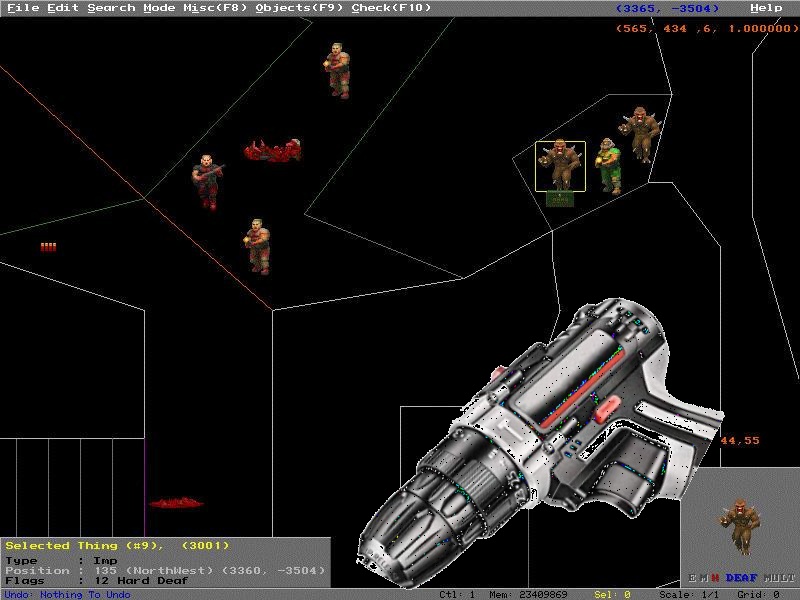 File Edit Search Mode Misc(F8) Objects(F9) Check(F10) (3365, -3504) Help
(565, 434 ,6, 1.000000)
44,55
Selected Thing (#9), (3001)
Type : Imp
Position : 135 (NorthWest) (3360, -3504)
Flags : 12 Hard Deaf
E M H DEAF MULT
Undo: Nothing To Undo Ctl: 1 Mem: 23409869 Sel: 0 Scale: 1/1 Grid: 0